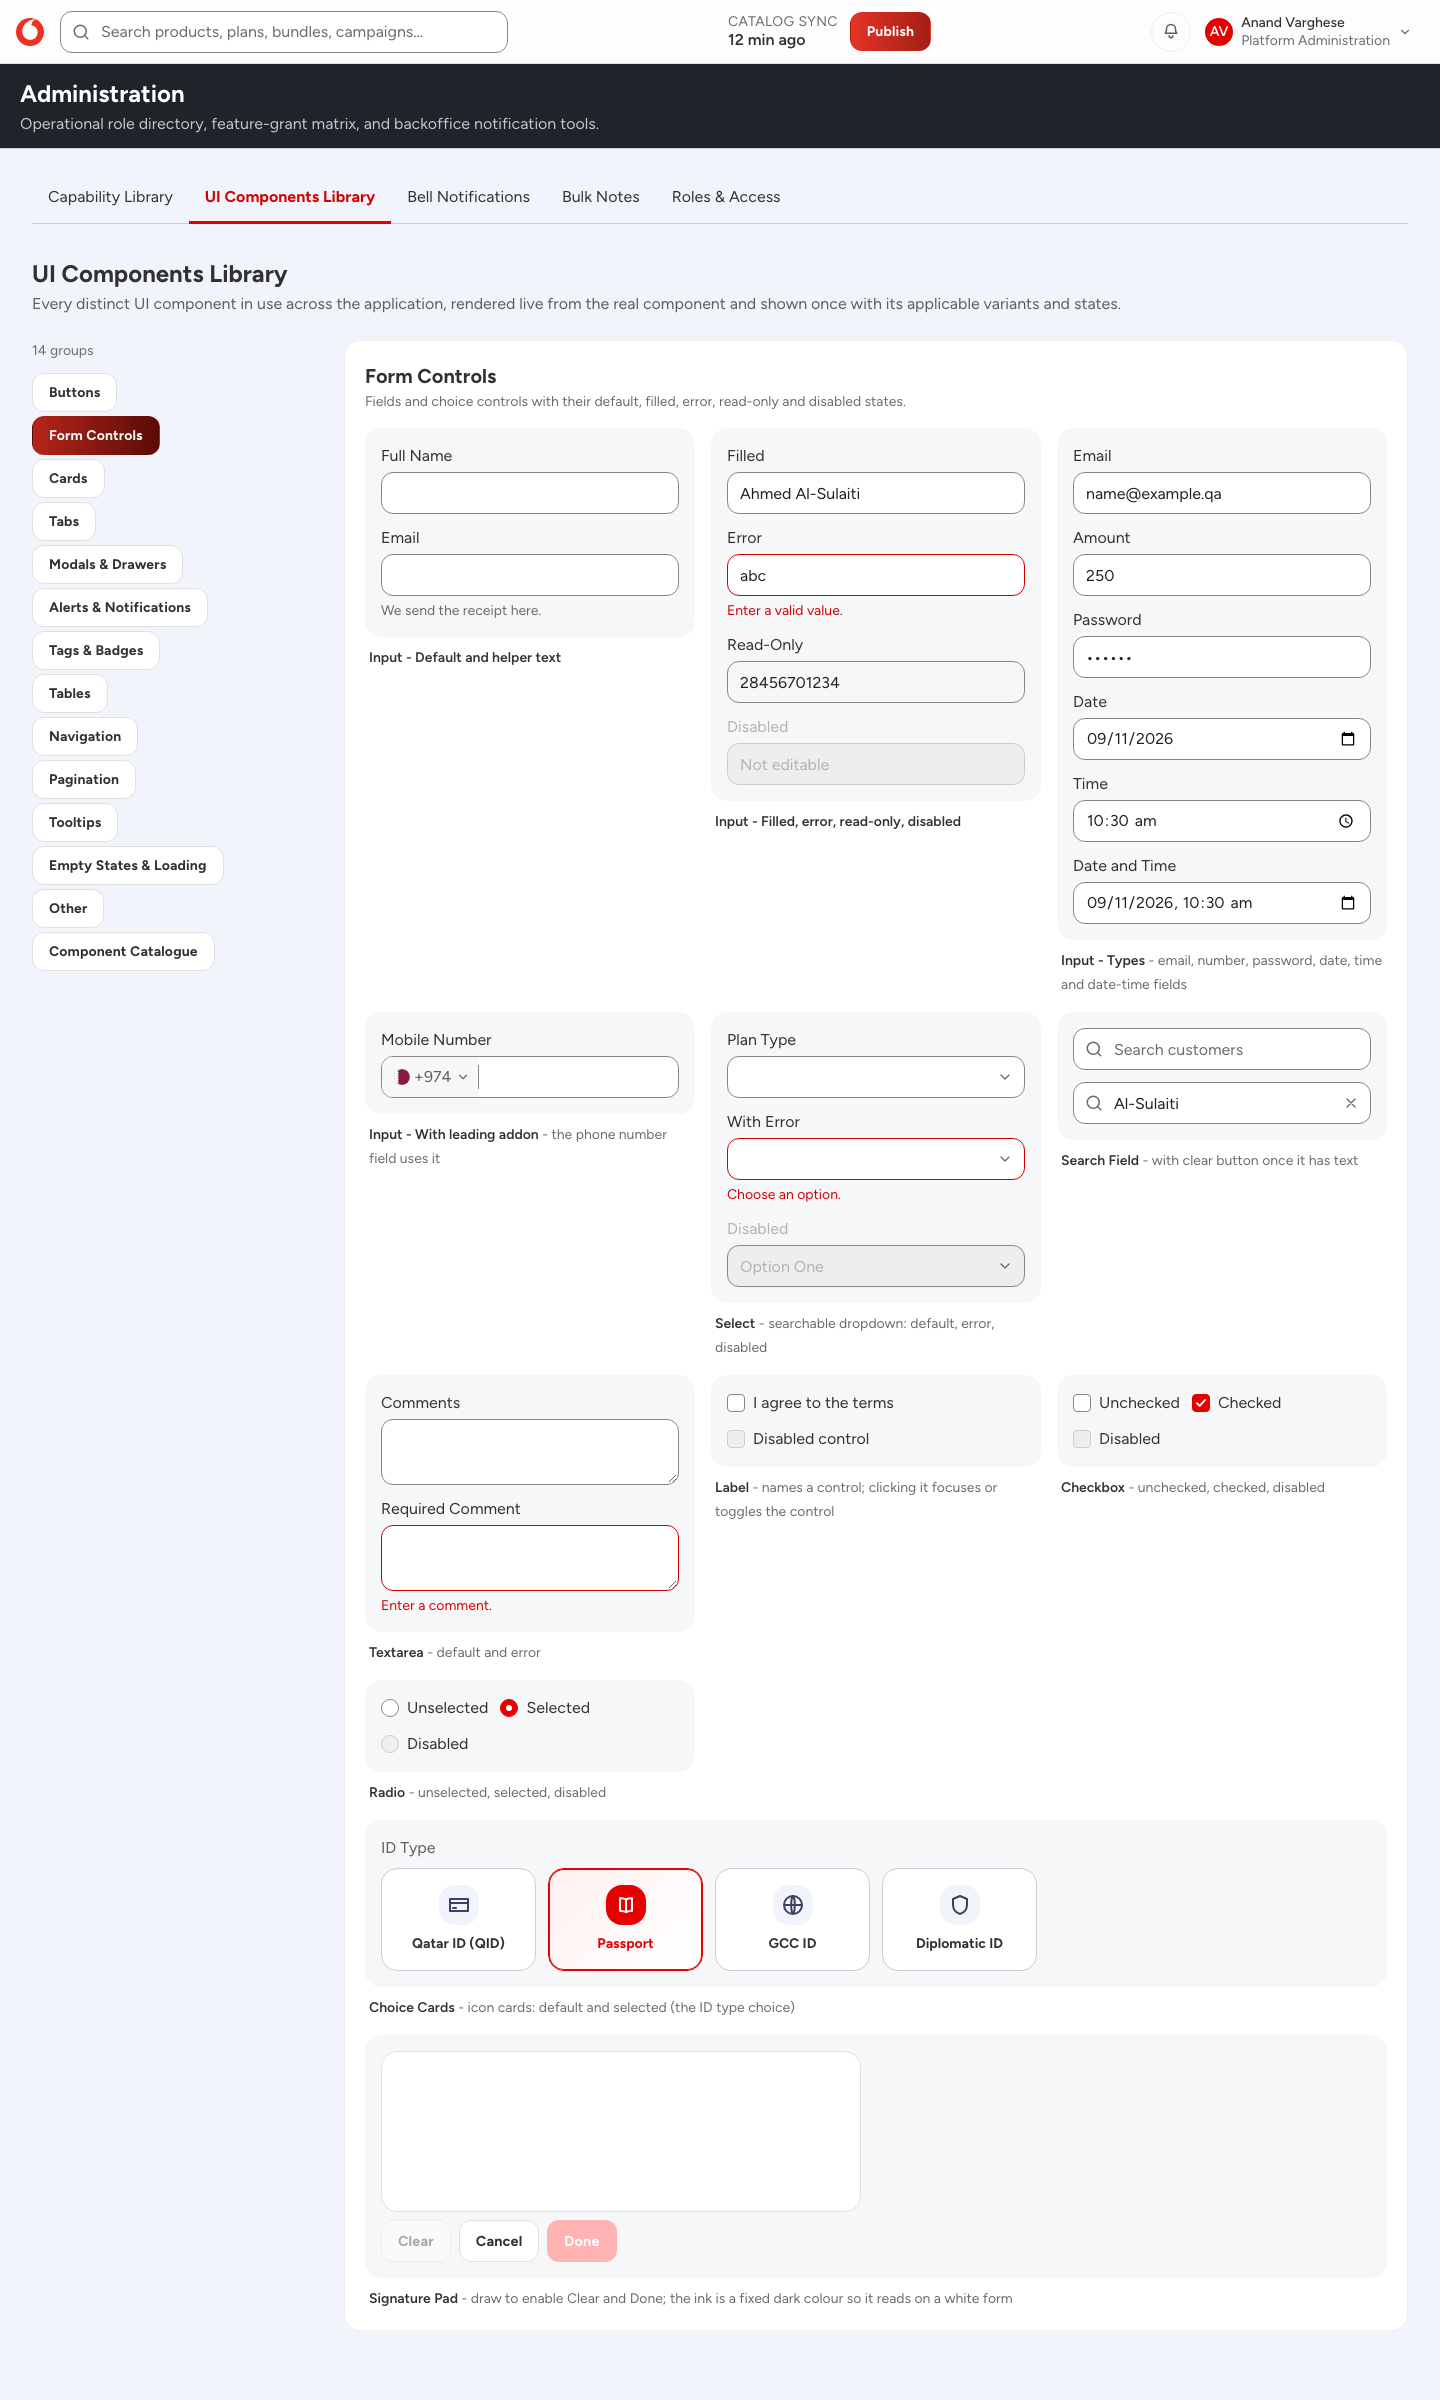 Search products, plans, bundles, campaigns...
CATALOG SYNC
12 min ago
Publish
AV
Anand Varghese
Platform Administration
Administration
Operational role directory, feature-grant matrix, and backoffice notification tools.
Capability Library
UI Components Library
Bell Notifications
Bulk Notes
Roles & Access
UI Components Library
Every distinct UI component in use across the application, rendered live from the real component and shown once with its applicable variants and states.
14 groups
Buttons
Form Controls
Cards
Tabs
Modals & Drawers
Alerts & Notifications
Tags & Badges
Tables
Navigation
Pagination
Tooltips
Empty States & Loading
Other
Component Catalogue
Form Controls
Fields and choice controls with their default, filled, error, read-only and disabled states.
Full Name
Email
We send the receipt here.
Input - Default and helper text
Filled
Ahmed Al-Sulaiti
Error
abc
Enter a valid value.
Read-Only
28456701234
Disabled
Not editable
Input - Filled, error, read-only, disabled
Email
name@example.qa
Amount
250
Password
••••••
Date
09/11/2026
Time
10:30 am
Date and Time
09/11/2026, 10:30 am
Input - Types - email, number, password, date, time
and date-time fields
Mobile Number
+974
Input - With leading addon - the phone number
field uses it
Plan Type
With Error
Choose an option.
Disabled
Option One
Select - searchable dropdown: default, error,
disabled
Search customers
Al-Sulaiti
Search Field - with clear button once it has text
Comments
Required Comment
Enter a comment.
Textarea - default and error
I agree to the terms
Disabled control
Label - names a control; clicking it focuses or
toggles the control
Unchecked
Checked
Disabled
Checkbox - unchecked, checked, disabled
Unselected
Selected
Disabled
Radio - unselected, selected, disabled
ID Type
Qatar ID (QID)
Passport
GCC ID
Diplomatic ID
Choice Cards - icon cards: default and selected (the ID type choice)
Clear
Cancel
Done
Signature Pad - draw to enable Clear and Done; the ink is a fixed dark colour so it reads on a white form